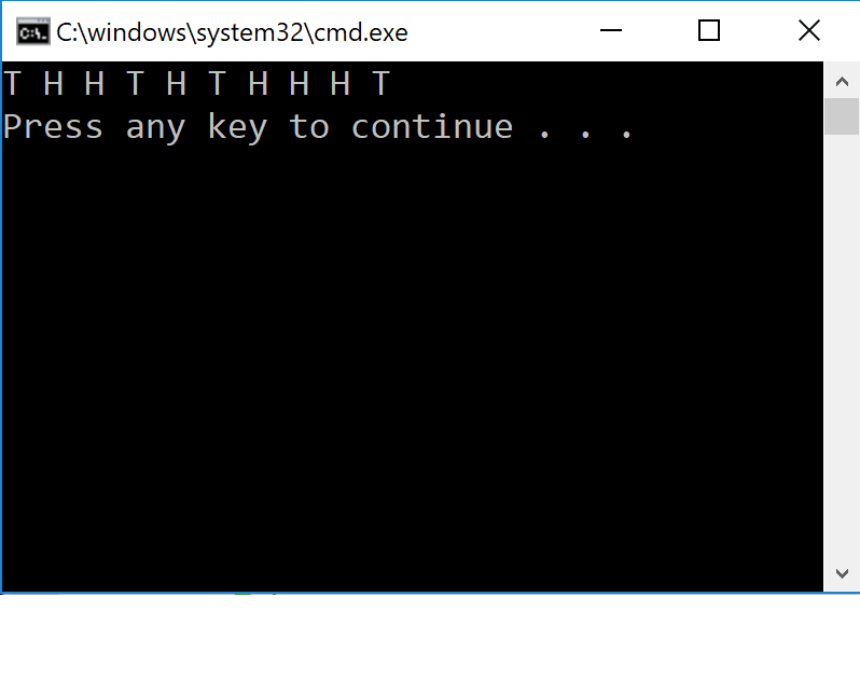 C:\windows\system32\cmd.exe
T H H T H T H H H T
Press any key to continue . . .